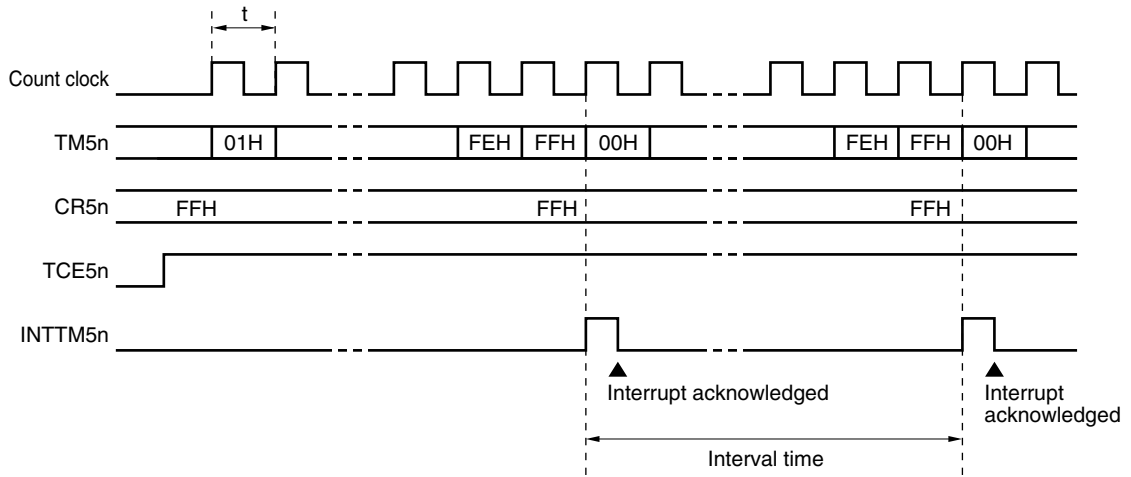 t
Count clock
TM5n
01H
FEH
FFH
00H
FEH
FFH
00H
CR5n
FFH
FFH
FFH
TCE5n
INTTM5n
Interrupt acknowledged
Interrupt
acknowledged
Interval time